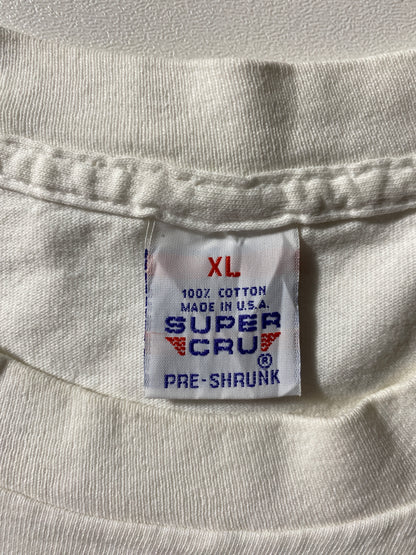 XL
100% COTTON
MADE IN U.S.A.
SUPER
CRU®
PRE-SHRUNK